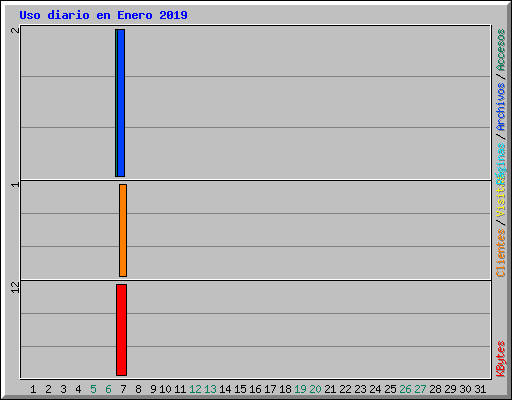 Uso diario en Enero 2019
2
1
12
Accesos / Archivos / Páginas
Visitas / Clientes
KBytes
1 2 3 4 5 6 7 8 9 10 11 12 13 14 15 16 17 18 19 20 21 22 23 24 25 26 27 28 29 30 31